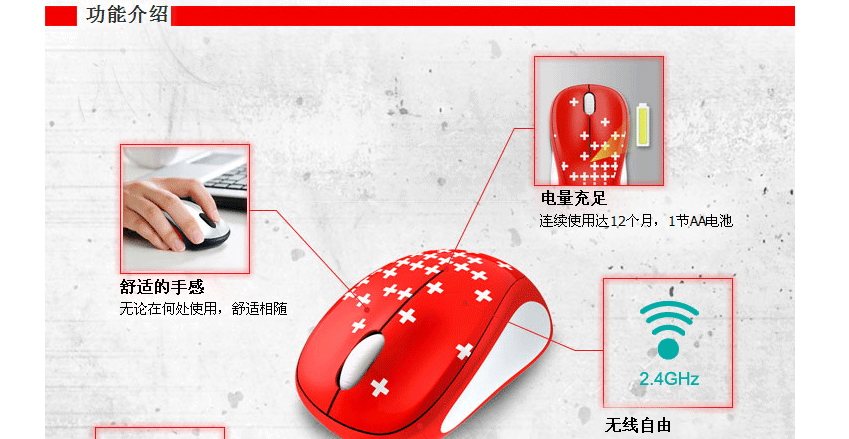 功能介绍
电量充足
连续使用达12个月，1节AA电池
舒适的手感
无论在何处使用，舒适相随
2.4GHz
无线自由